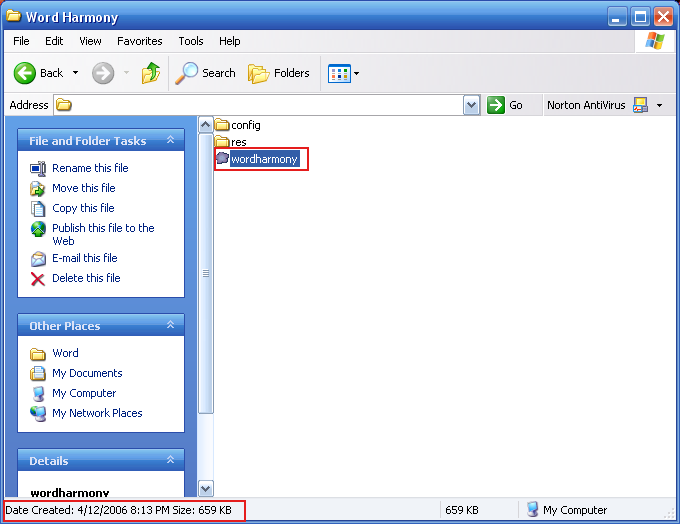 Word Harmony
File Edit View Favorites Tools Help
Back Search Folders
Address Go Norton AntiVirus
File and Folder Tasks
Rename this file
Move this file
Copy this file
Publish this file to the
Web
E-mail this file
Delete this file
Other Places
Word
My Documents
My Computer
My Network Places
Details
wordharmony
config
res
wordharmony
Date Created: 4/12/2006 8:13 PM Size: 659 KB 659 KB My Computer